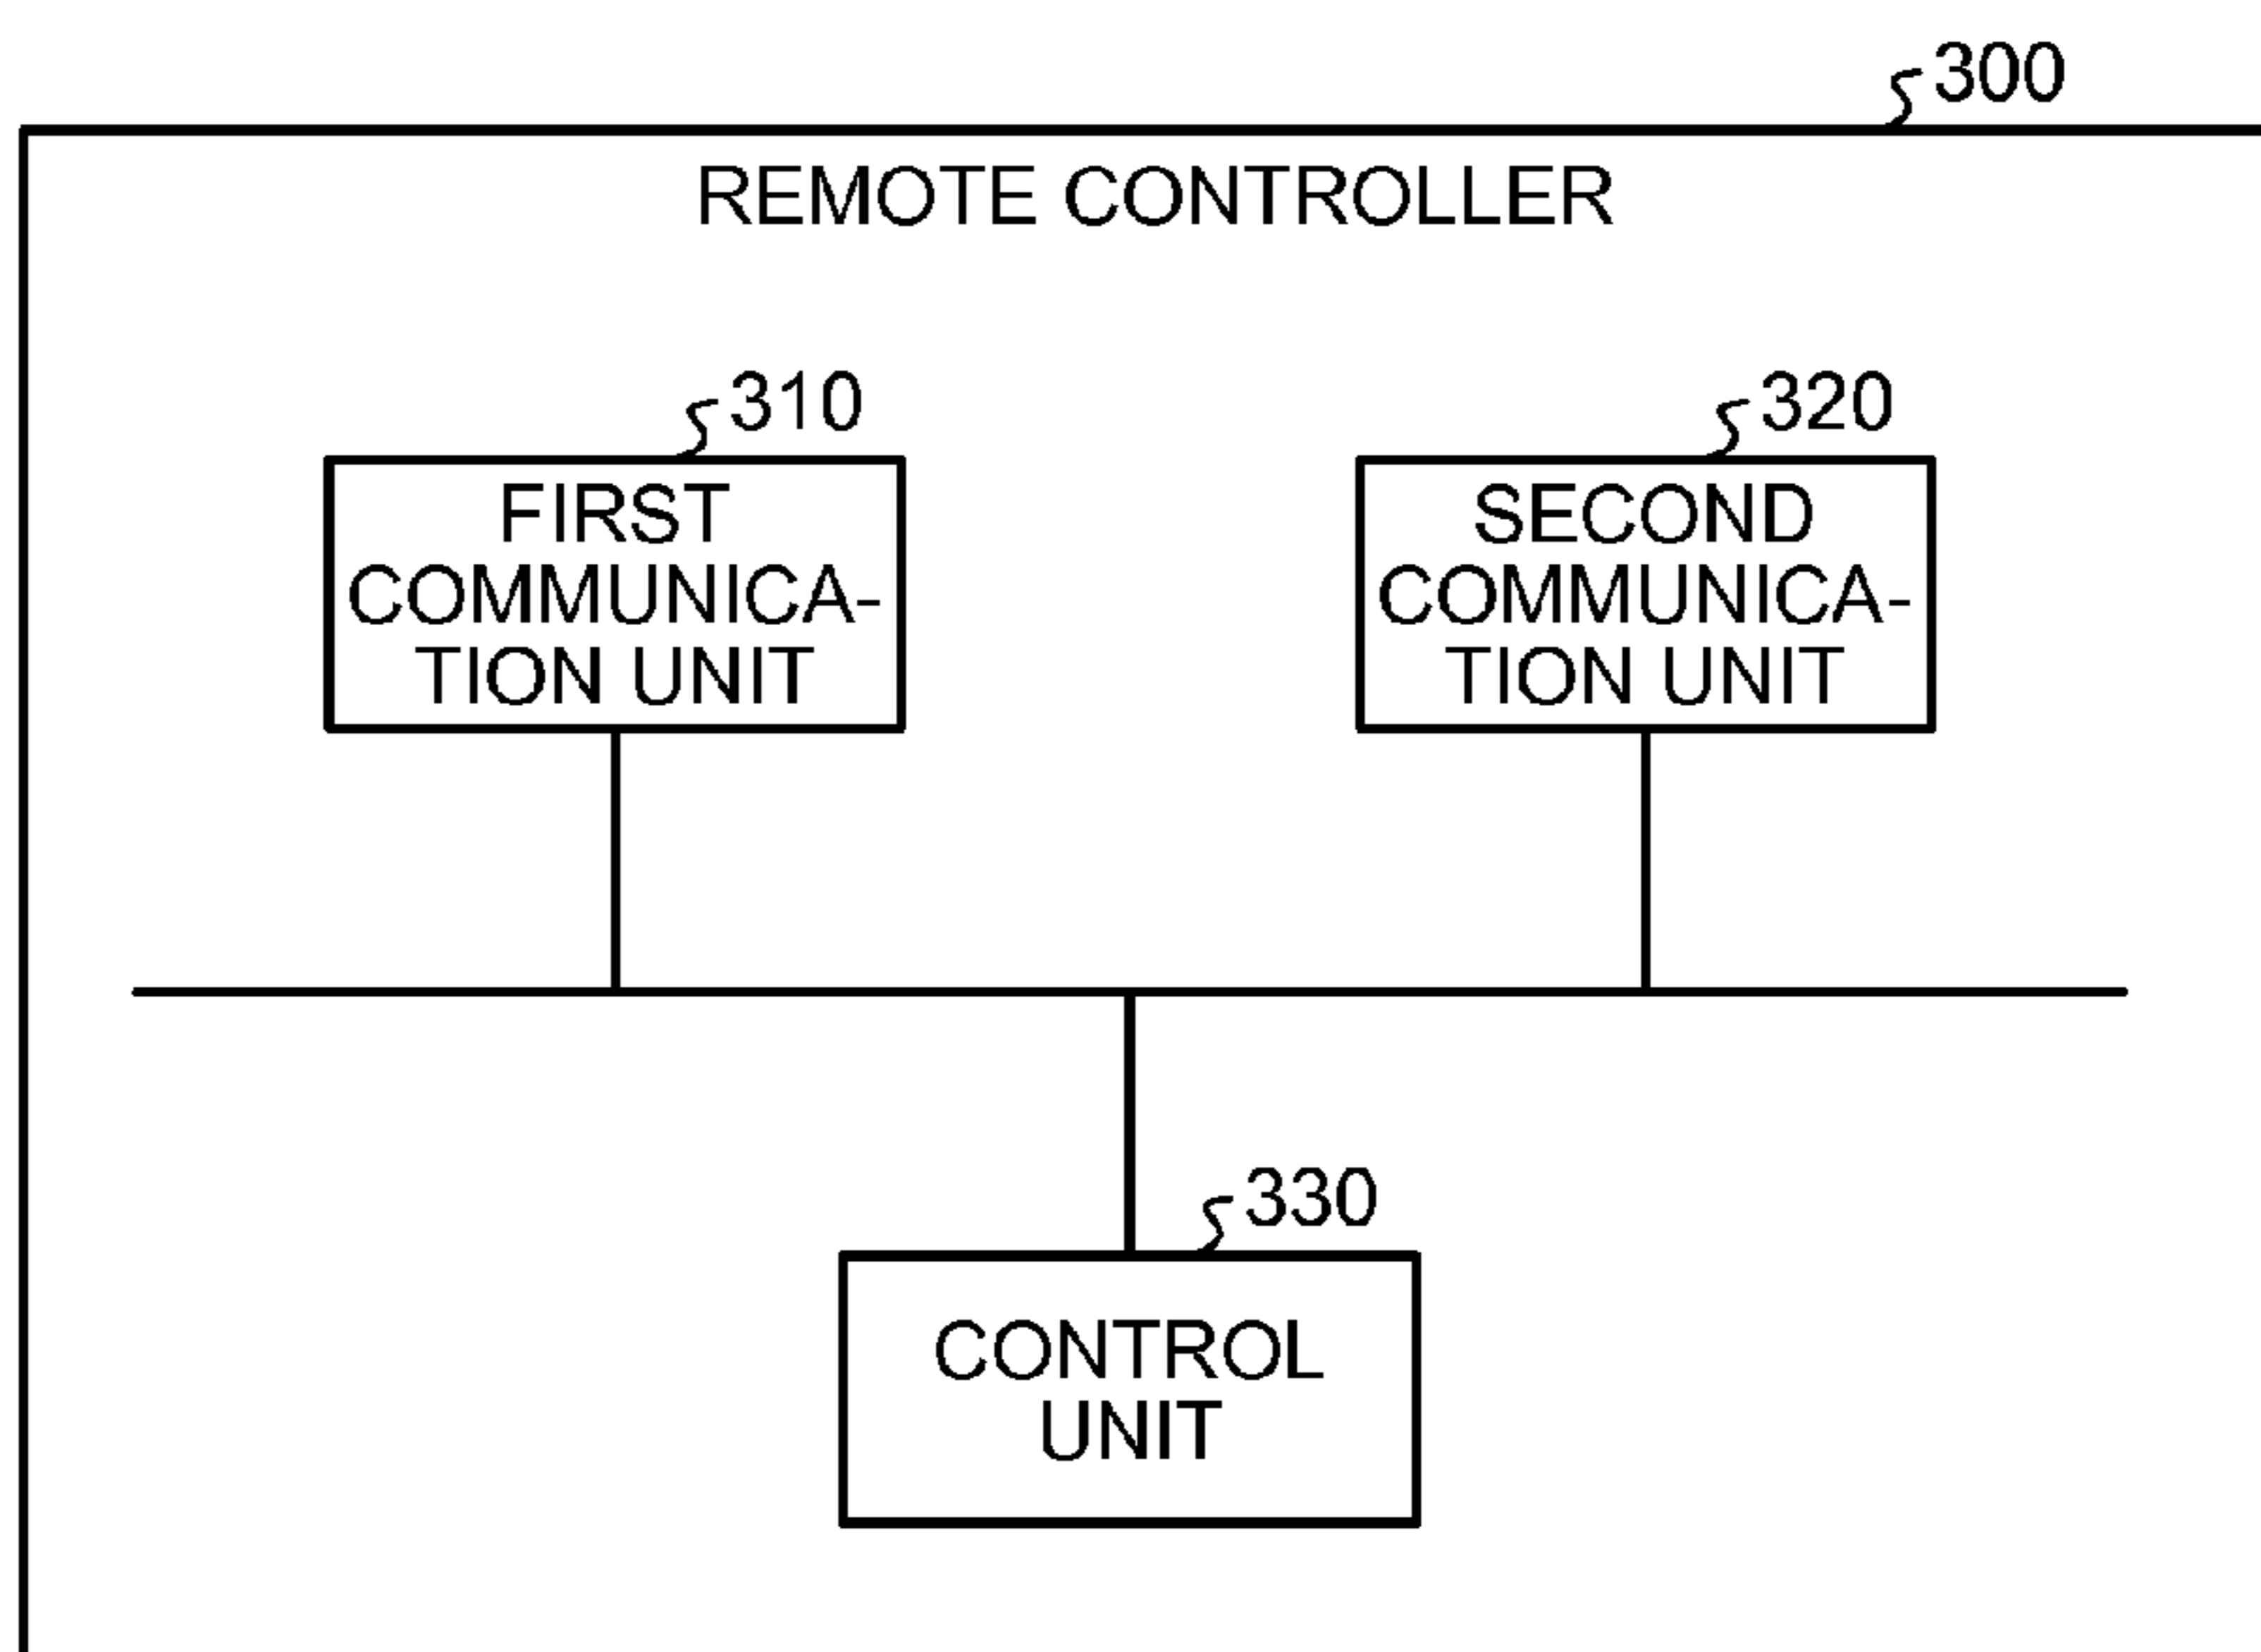 300
REMOTE CONTROLLER
310
320
FIRST
COMMUNICA-
TION UNIT
SECOND
COMMUNICA-
TION UNIT
330
CONTROL
UNIT